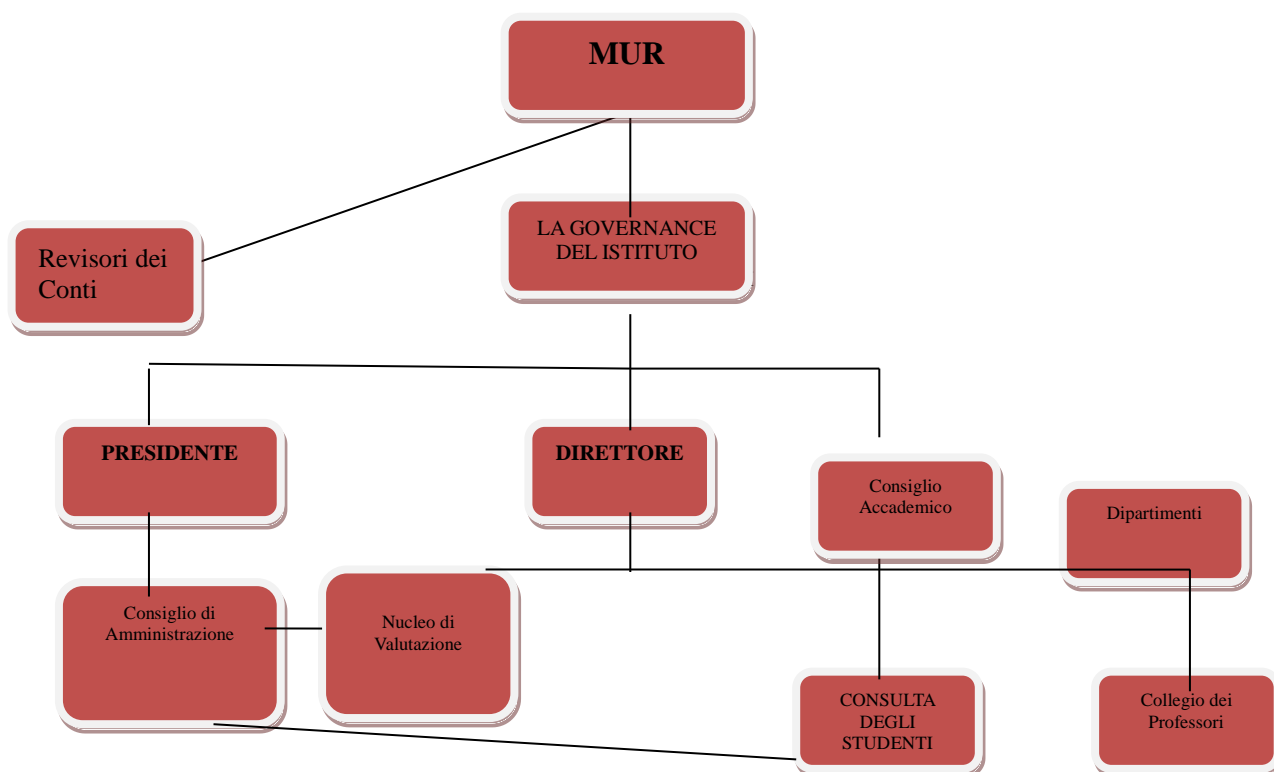 MUR
LA GOVERNANCE
DEL ISTITUTO
Revisori dei
Conti
PRESIDENTE
DIRETTORE
Consiglio
Accademico
Dipartimenti
Consiglio di
Amministrazione
Nucleo di
Valutazione
CONSULTA
DEGLI
STUDENTI
Collegio dei
Professori